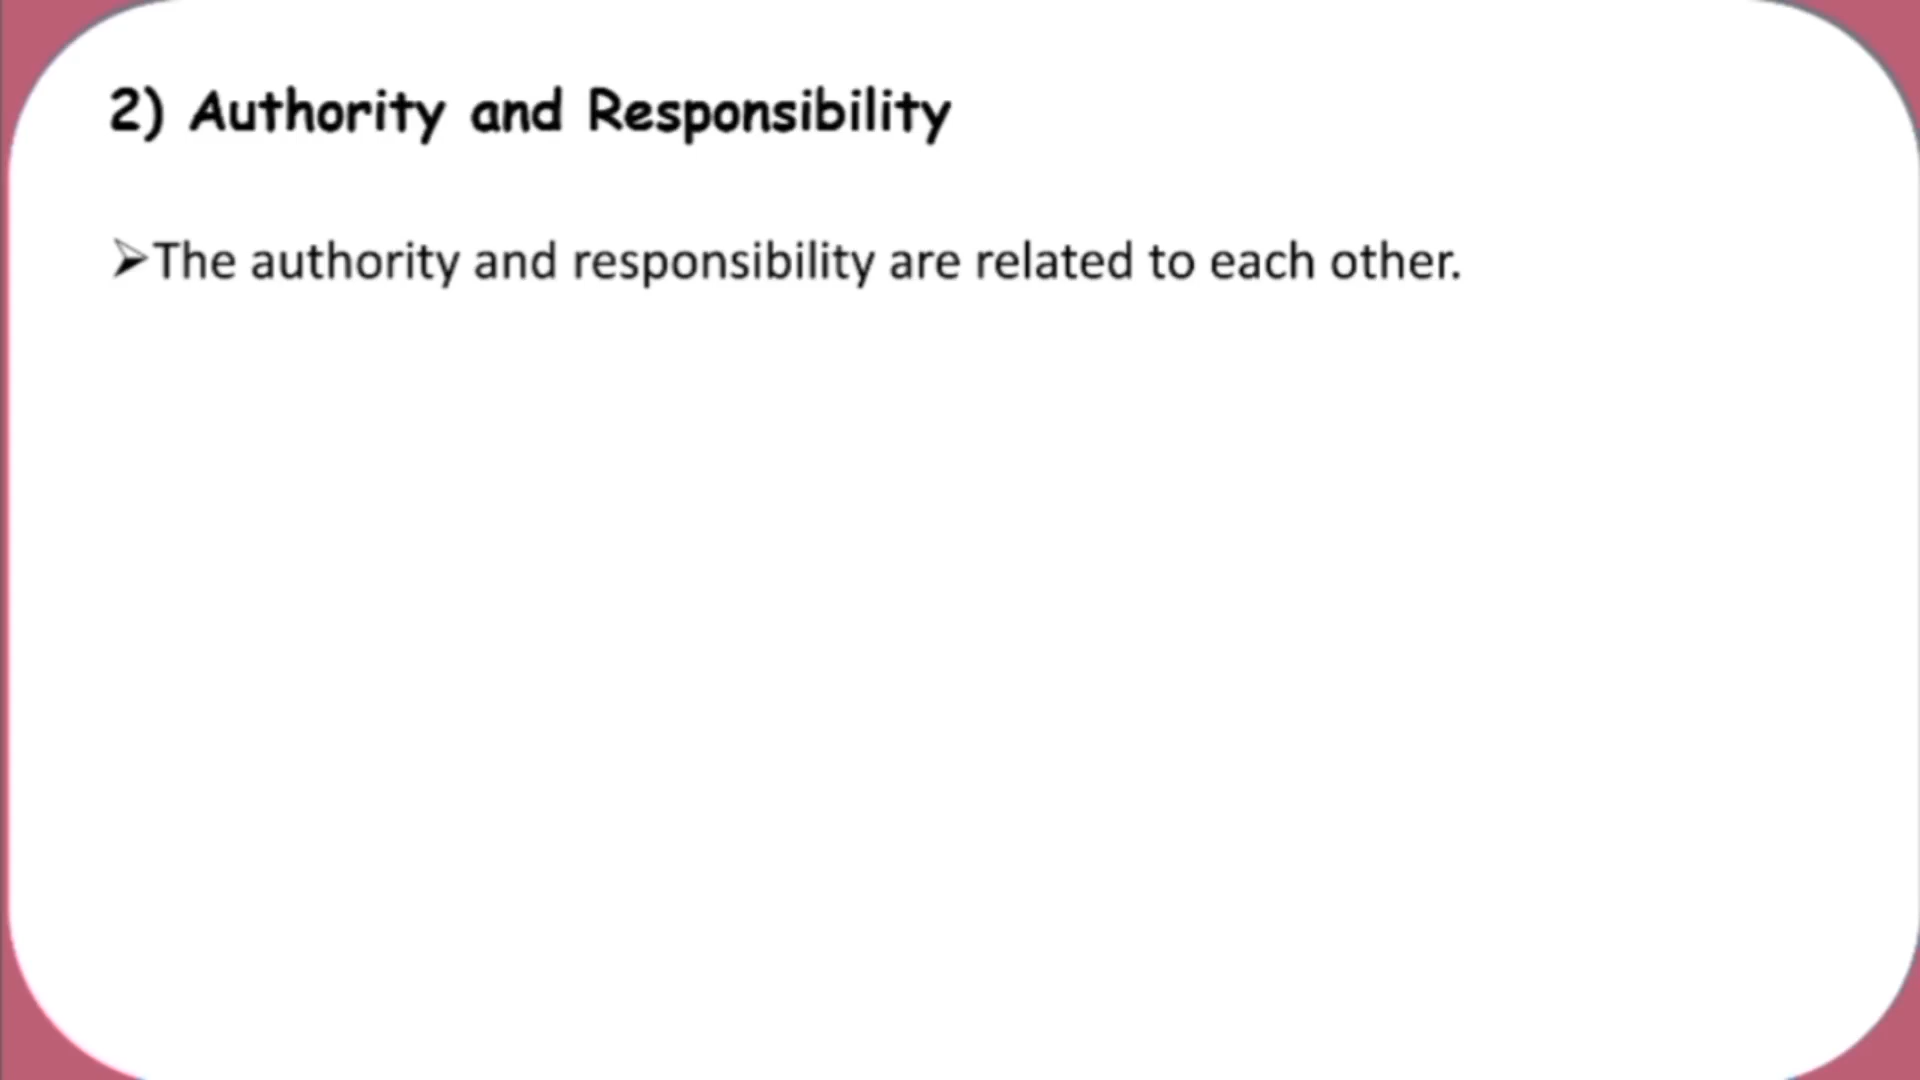 2) Authority and Responsibility
➢The authority and responsibility are related to each other.